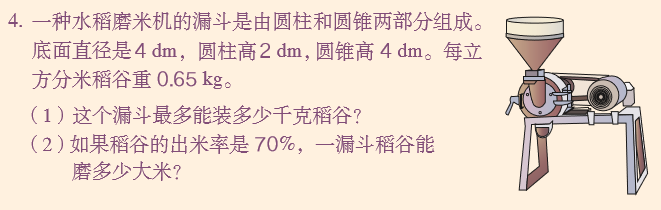 4. 一种水稻磨米机的漏斗是由圆柱和圆锥两部分组成。
底面直径是4 dm，圆柱高2 dm，圆锥高 4 dm。每立
方分米稻谷重 0.65 kg。
（1）这个漏斗最多能装多少千克稻谷？
（2）如果稻谷的出米率是 70%，一漏斗稻谷能
磨多少大米？